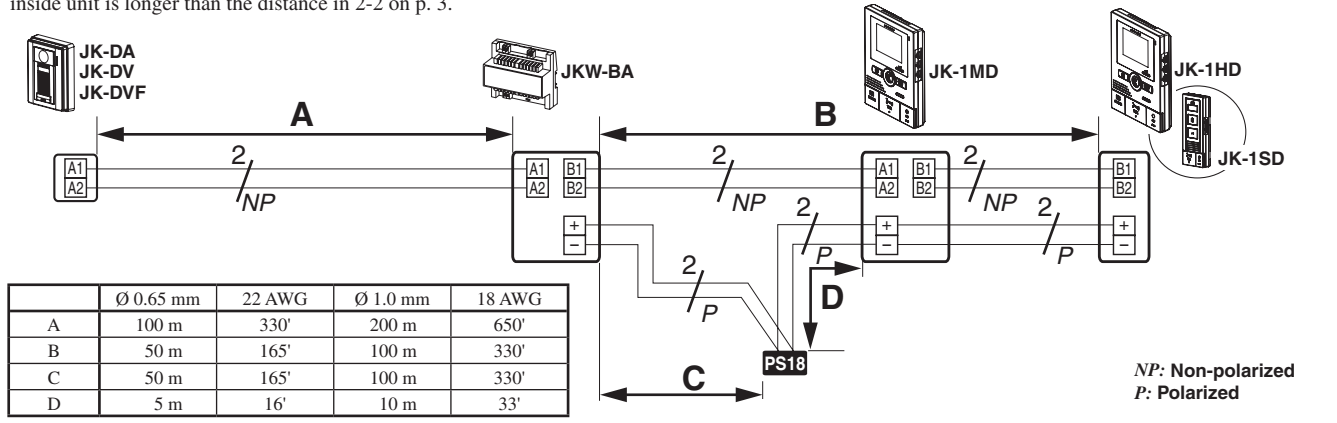 inside unit is longer than the distance in 2-2 on p. 3.
JK-DA
JK-DV
JK-DVF
JKW-BA
JK-1MD
JK-1HD
JK-1SD
A
B
A1
A2
2
NP
A1
A2
B1
B2
+
−
2
NP
A1
A2
B1
B2
+
−
2
NP
B1
B2
+
−
2
P
2
P
2
P
D
PS18
C
Ø 0.65 mm 22 AWG Ø 1.0 mm 18 AWG
A 100 m 330' 200 m 650'
B 50 m 165' 100 m 330'
C 50 m 165' 100 m 330'
D 5 m 16' 10 m 33'
NP: Non-polarized
P: Polarized